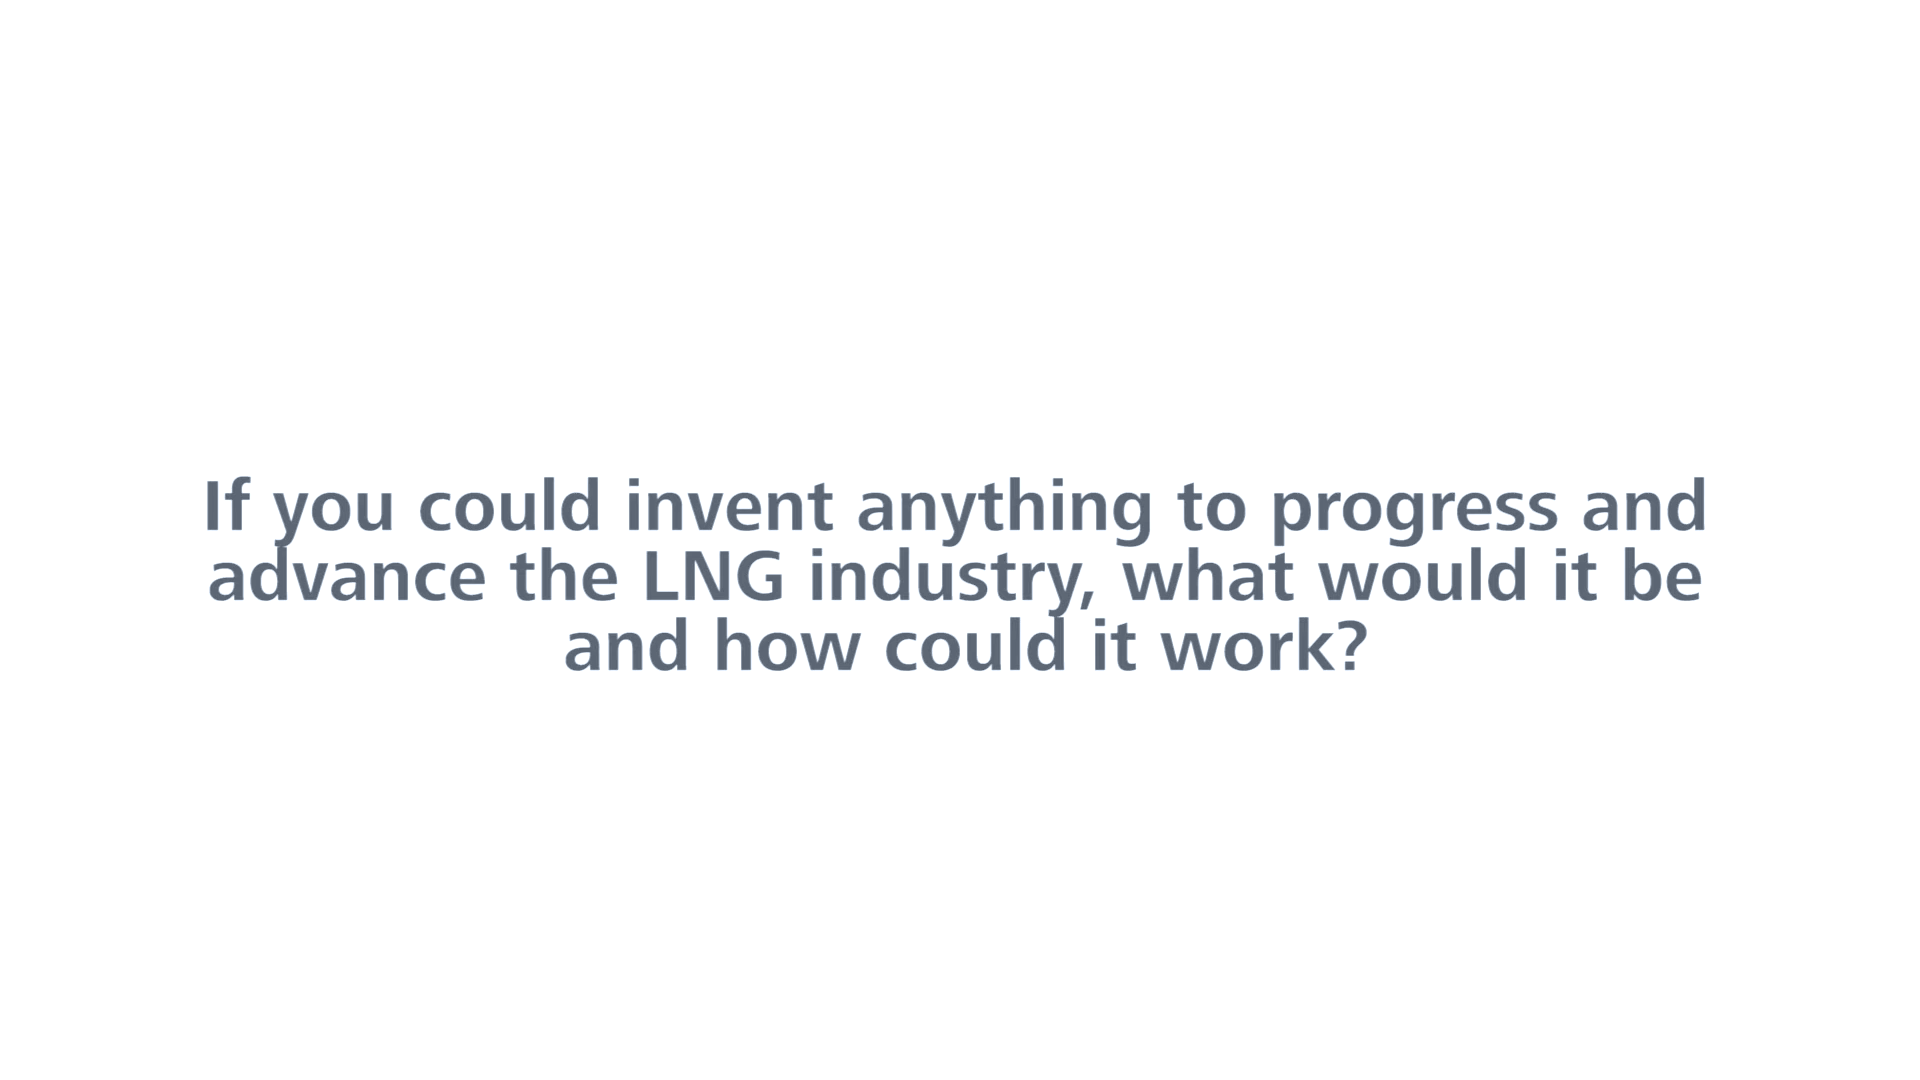 If you could invent anything to progress and
advance the LNG industry, what would it be
and how could it work?